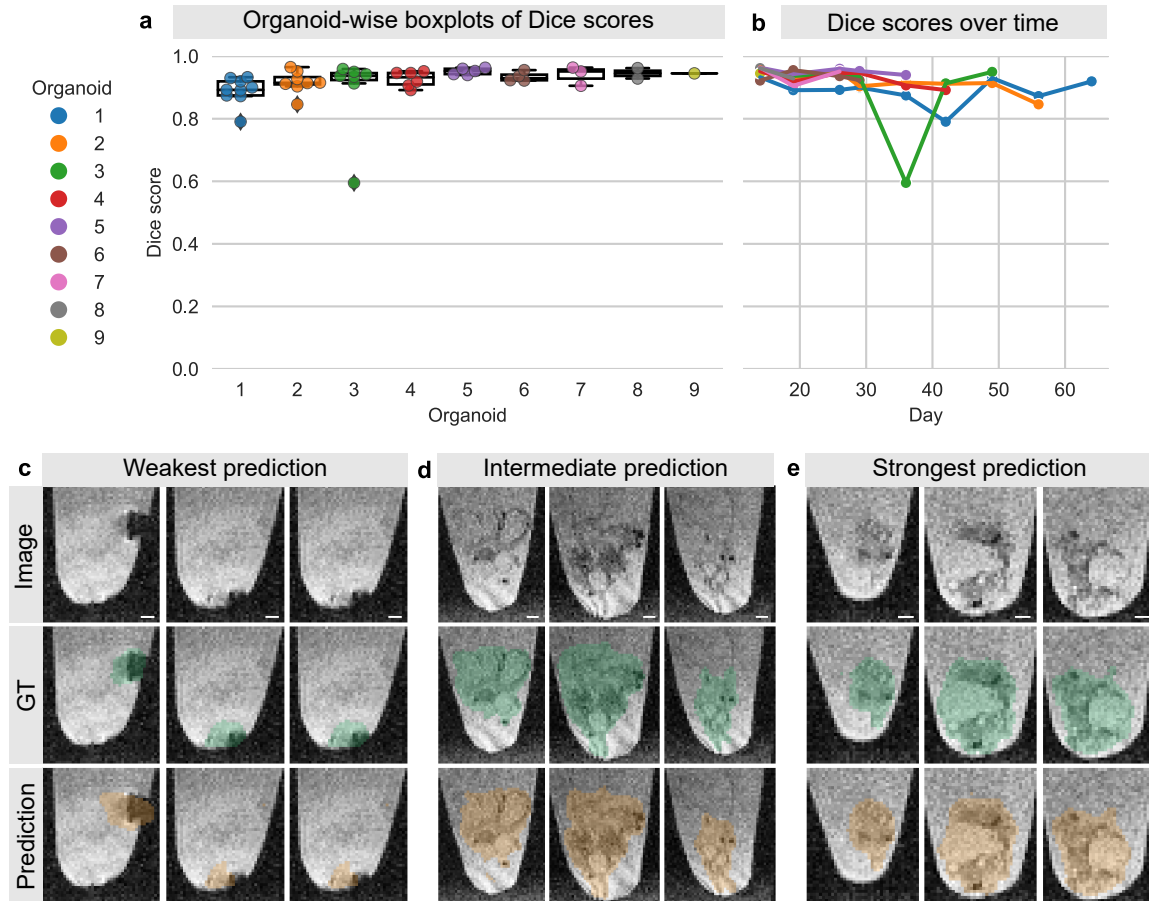 a
Organoid-wise boxplots of Dice scores
b
Dice scores over time
Organoid
1
2
3
4
5
6
7
8
9
Dice score
1.0
0.8
0.6
0.4
0.2
0.0
1 2 3 4 5 6 7 8 9
Organoid
20 30 40 50 60
Day
c
Weakest prediction
d
Intermediate prediction
e
Strongest prediction
Image
GT
Prediction